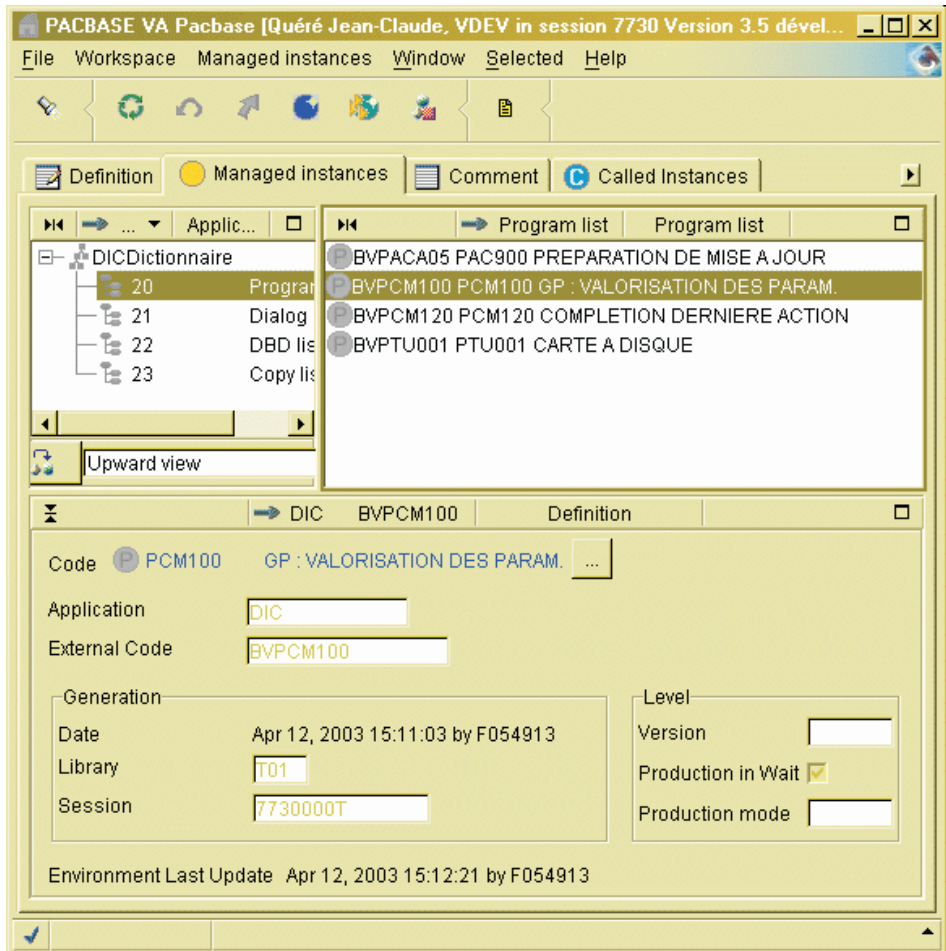 PACBASE VA Pacbase [Quéré Jean-Claude, VDEV in session 7730 Version 3.5 dével...
File Workspace Managed instances Window Selected Help
Definition Managed instances Comment C Called Instances
... Applic...
DICDictionnaire
20 Program
21 Dialog
22 DBD lis
23 Copy lis
Upward view
Program list Program list
P BVPACA05 PAC900 PREPARATION DE MISE A JOUR
P BVPCM100 PCM100 GP : VALORISATION DES PARAM.
P BVPCM120 PCM120 COMPLETION DERNIERE ACTION
P BVPTU001 PTU001 CARTE A DISQUE
DIC BVPCM100 Definition
Code P PCM100 GP : VALORISATION DES PARAM. ...
Application DIC
External Code BVPCM100
Generation
Date Apr 12, 2003 15:11:03 by F054913
Library T01
Session 7730000T
Level
Version
Production in Wait
Production mode
Environment Last Update Apr 12, 2003 15:12:21 by F054913